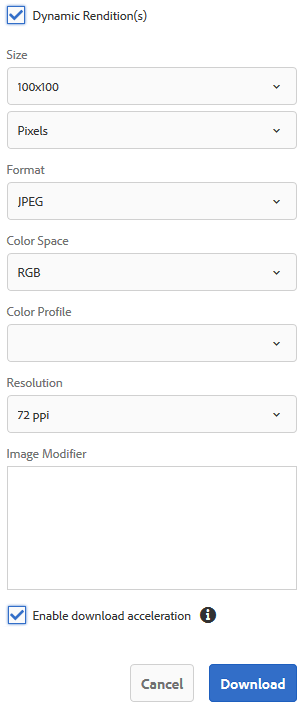 Dynamic Rendition(s)
Size
100x100
Pixels
Format
JPEG
Color Space
RGB
Color Profile
Resolution
72 ppi
Image Modifier
Enable download acceleration
Cancel
Download